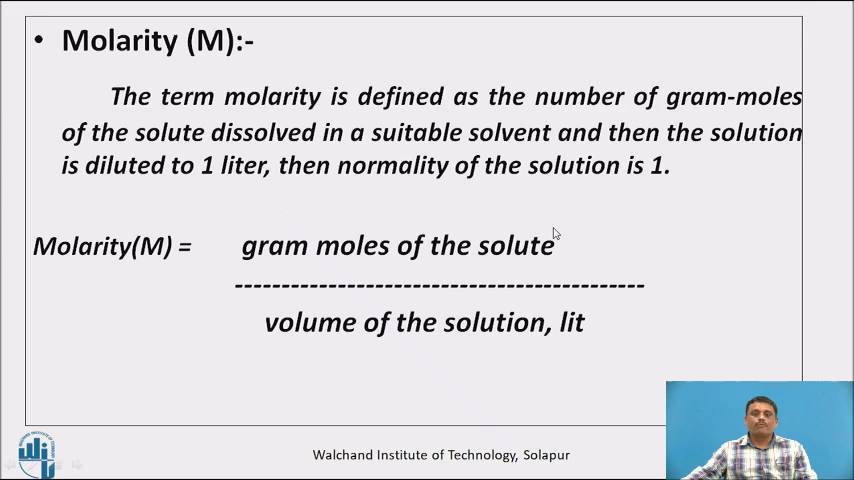 • Molarity (M):-
The term molarity is defined as the number of gram-moles
of the solute dissolved in a suitable solvent and then the solution
is diluted to 1 liter, then normality of the solution is 1.
Molarity(M) = gram moles of the solute
--------------------------------------------
volume of the solution, lit
Walchand Institute of Technology, Solapur